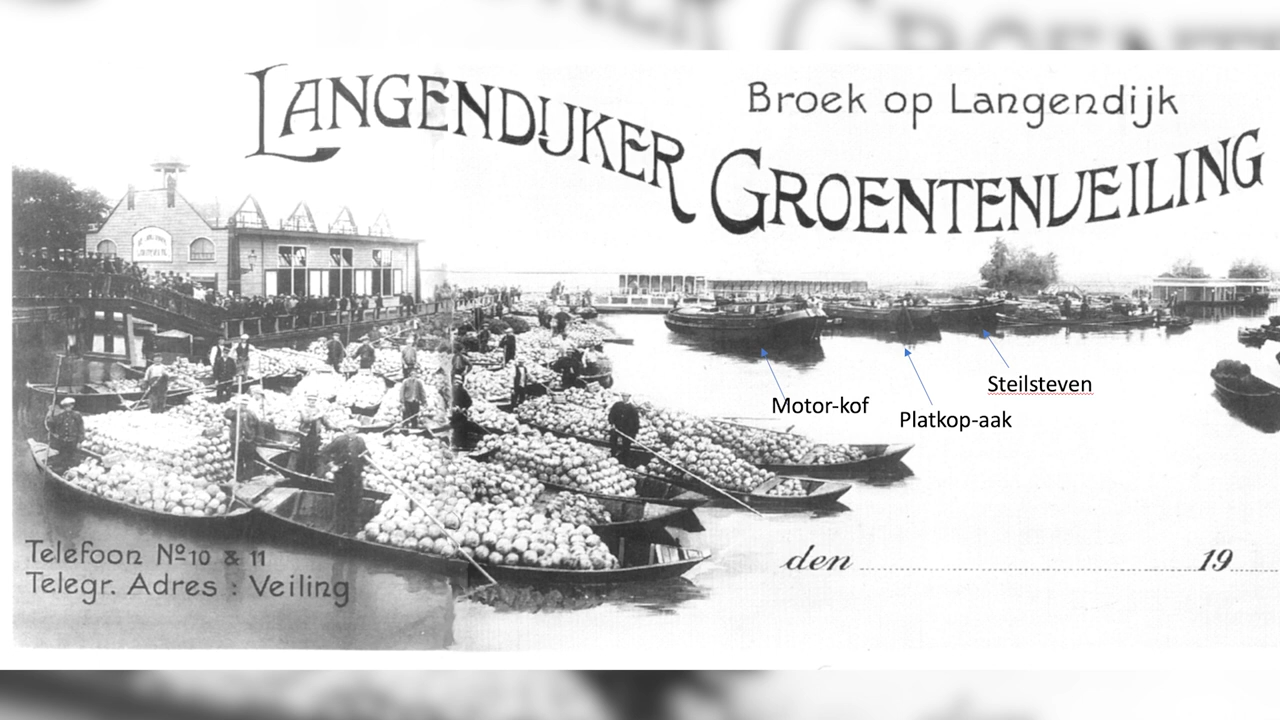 LANGENDIJKER GROENTENVEILING
Broek op Langendijk
Motor-kof
Platkop-aak
Steilsteven
Telefoon Nº 10 & 11
Telegr. Adres : Veiling
den 19